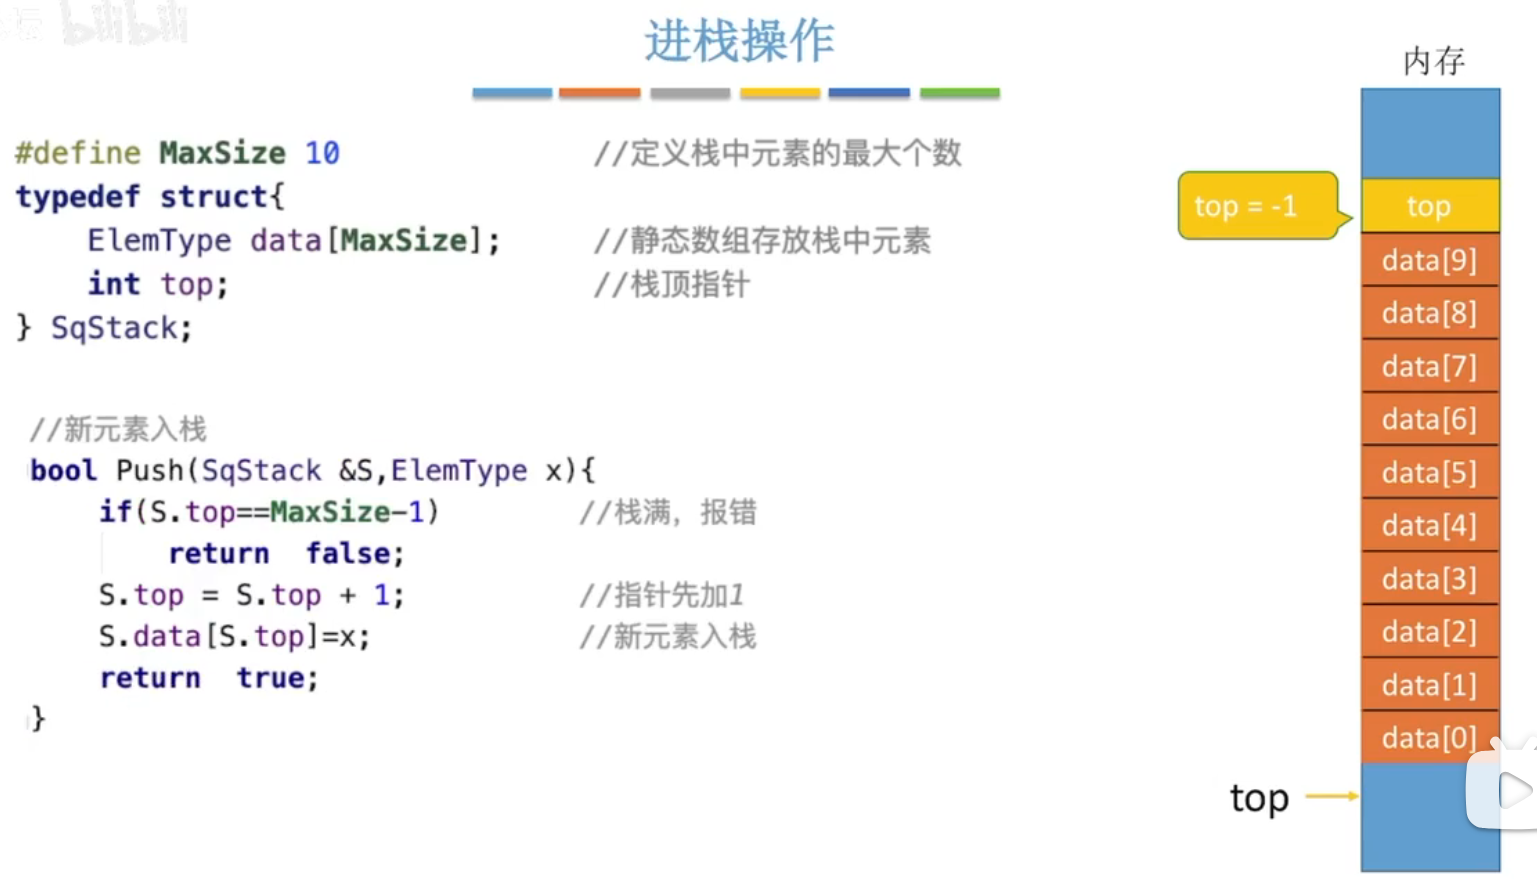 bilibili
进栈操作
#define MaxSize 10 //定义栈中元素的最大个数
typedef struct{
ElemType data[MaxSize]; //静态数组存放栈中元素
int top; //栈顶指针
} SqStack;
//新元素入栈
bool Push(SqStack &S,ElemType x){
if(S.top==MaxSize-1) //栈满，报错
return false;
S.top = S.top + 1; //指针先加1
S.data[S.top]=x; //新元素入栈
return true;
}
内存
top = -1
top
data[9]
data[8]
data[7]
data[6]
data[5]
data[4]
data[3]
data[2]
data[1]
data[0]
top